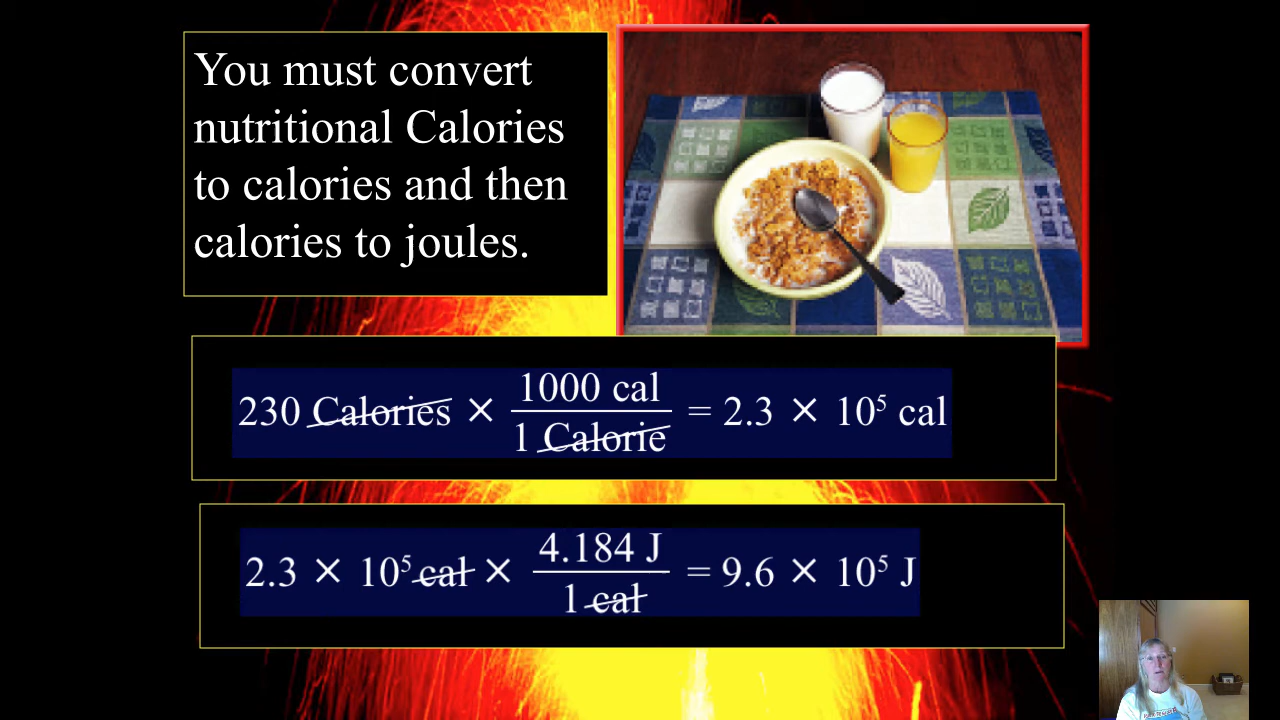 You must convert
nutritional Calories
to calories and then
calories to joules.
230 Calories × 1000 cal / 1 Calorie = 2.3 × 10⁵ cal
2.3 × 10⁵ cal × 4.184 J / 1 cal = 9.6 × 10⁵ J